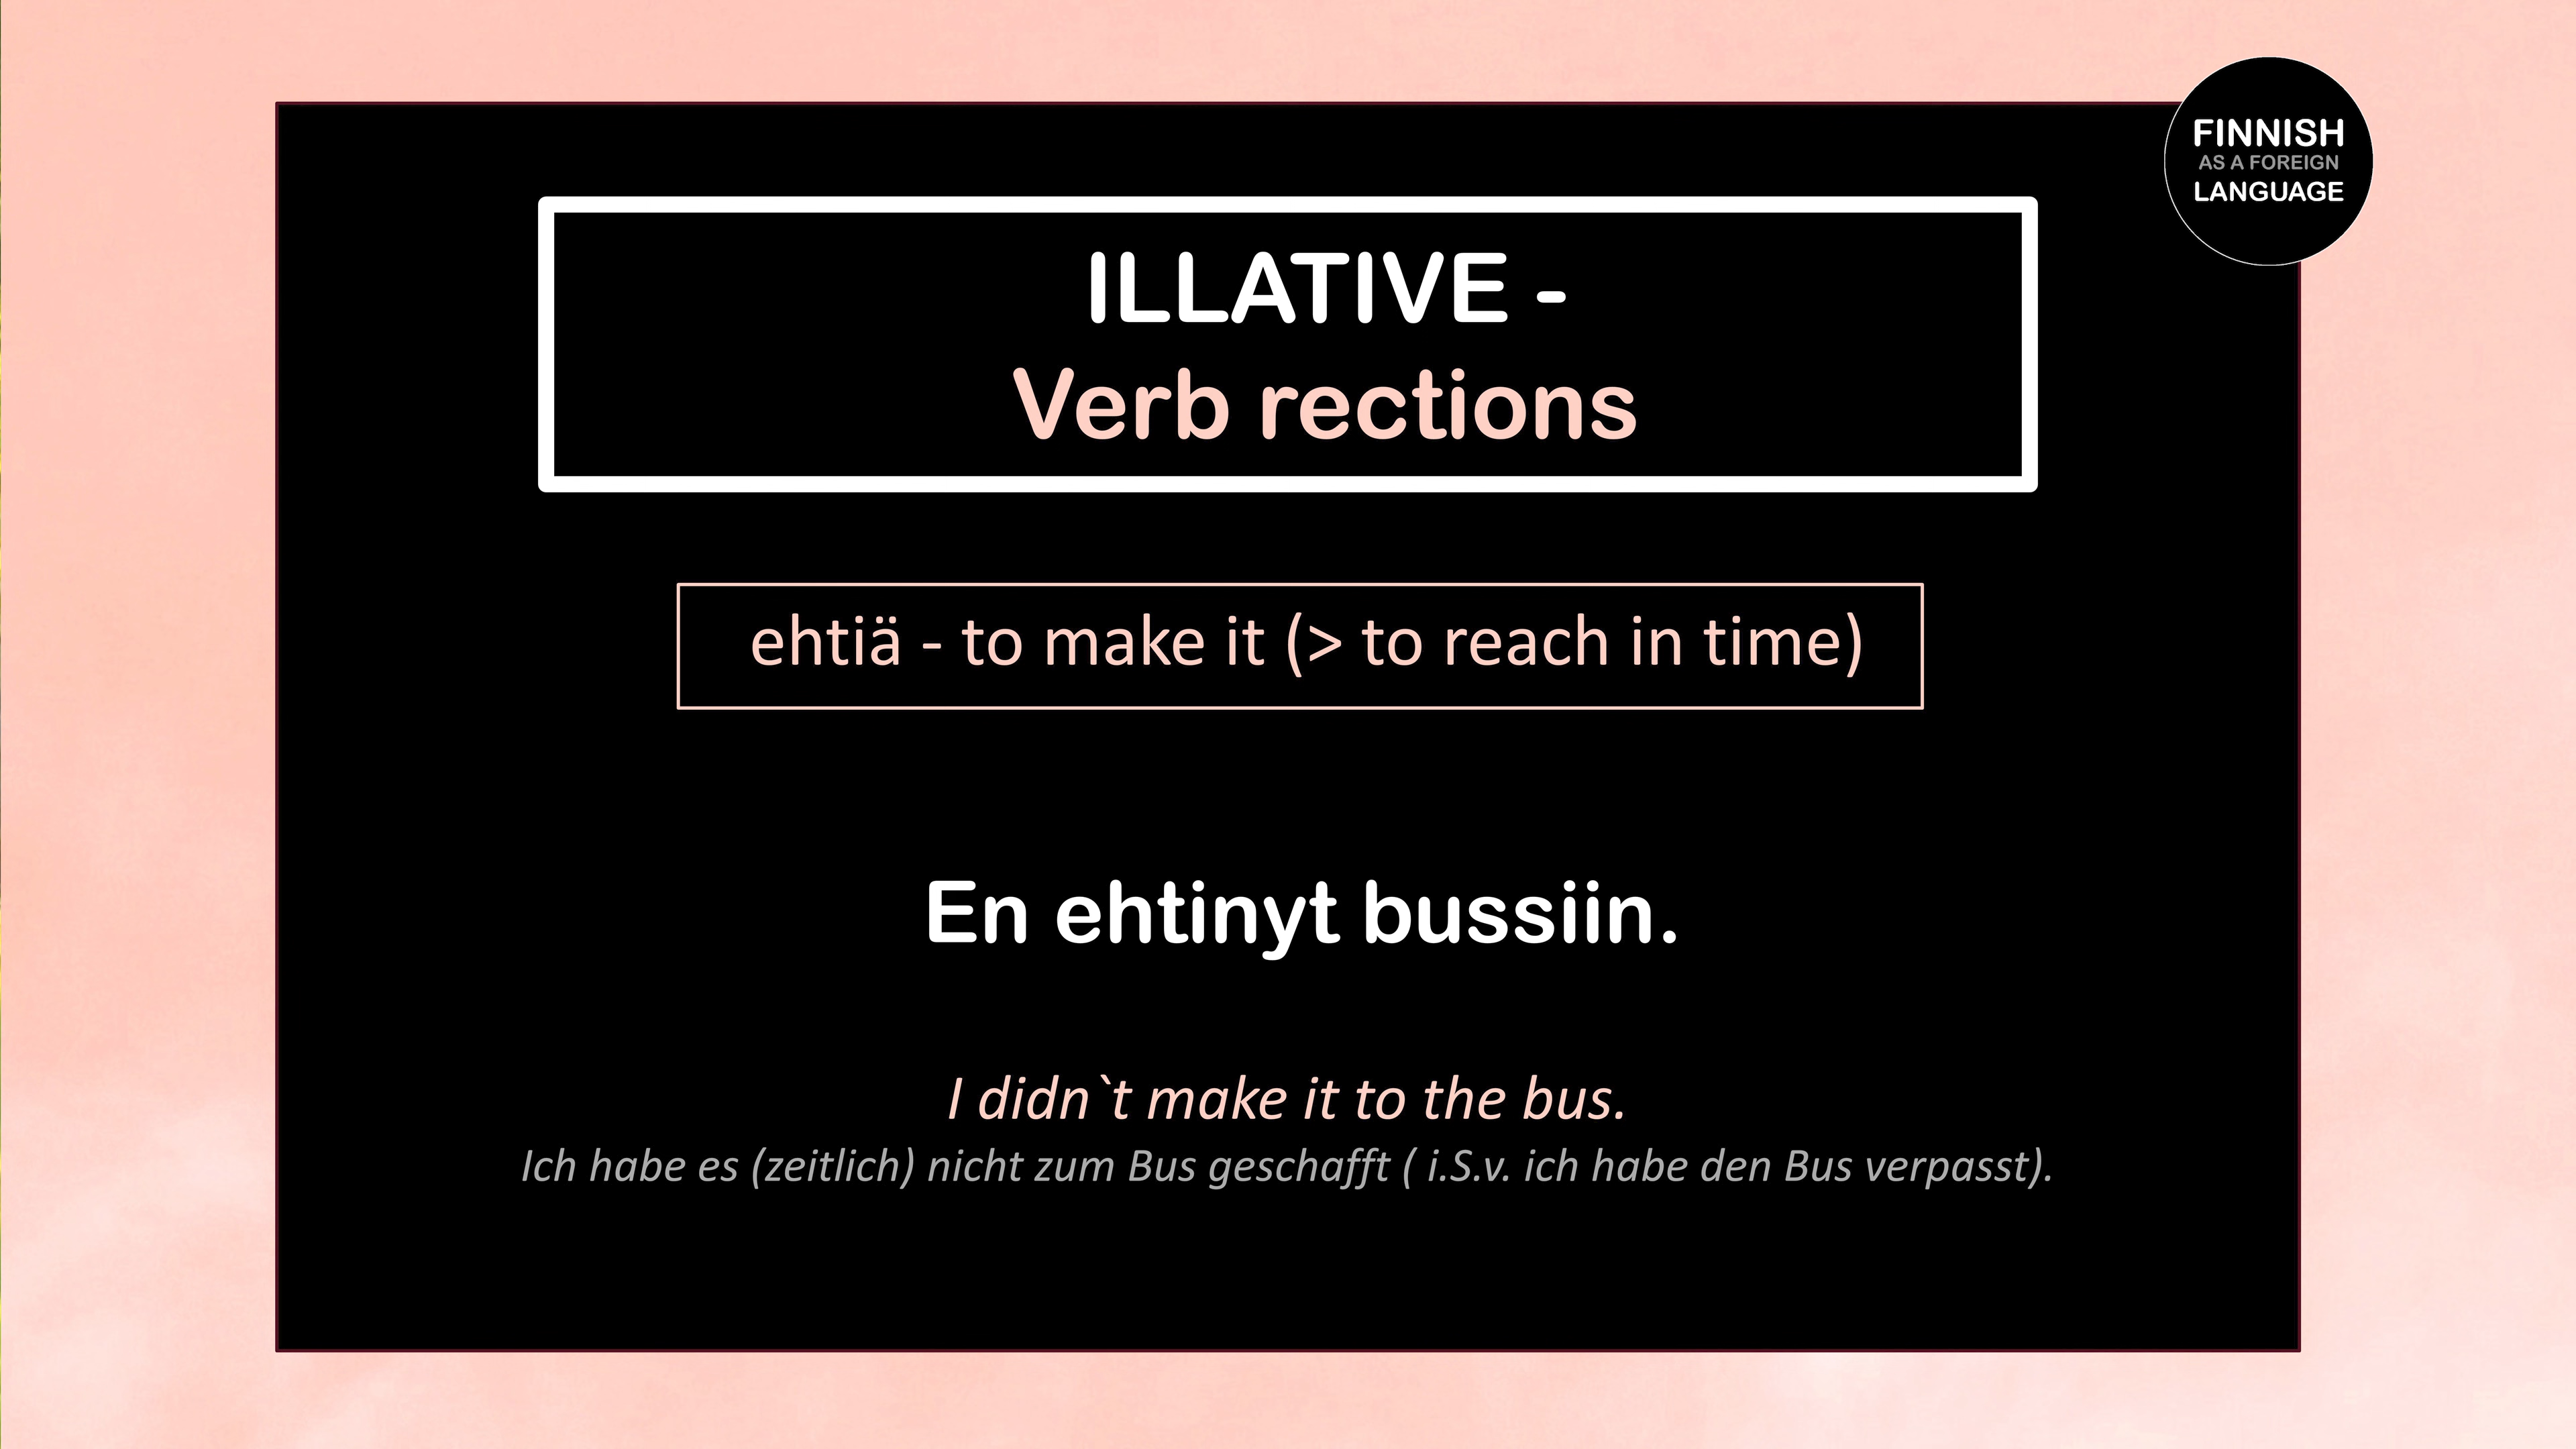 FINNISH
AS A FOREIGN
LANGUAGE
ILLATIVE -
Verb rections
ehtiä - to make it (> to reach in time)
En ehtinyt bussiin.
I didn`t make it to the bus.
Ich habe es (zeitlich) nicht zum Bus geschafft ( i.S.v. ich habe den Bus verpasst).